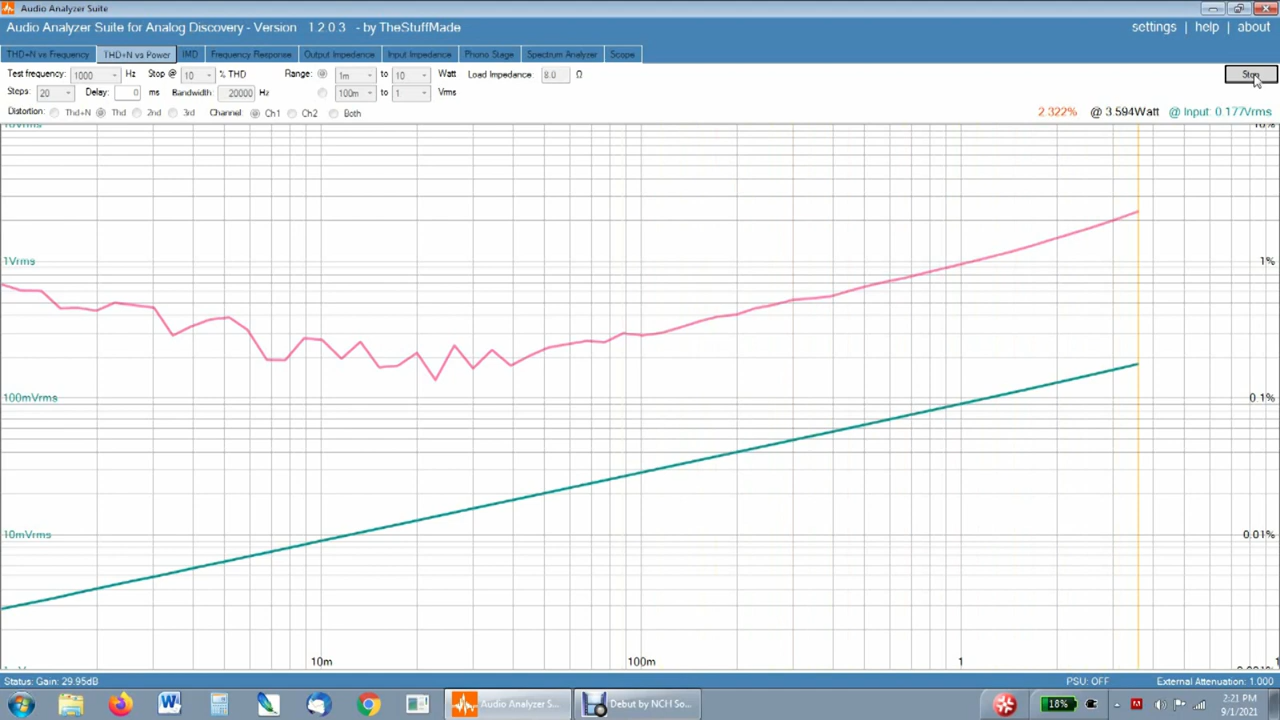 Audio Analyzer Suite
Audio Analyzer Suite for Analog Discovery - Version 1.2.0.3 - by TheStuffMade
settings | help | about
THD+N vs Frequency THD+N vs Power IMD Frequency Response Output Impedance Input Impedance Phono Stage Spectrum Analyzer Scope
Test frequency: 1000 Hz Stop @ 10 % THD Range: 1m to 10 Watt Load Impedance: 8.0 Ω
Stop
Steps: 20 Delay: 0 ms Bandwidth 20000 Hz 100m to 1 Vrms
Distortion: Thd+N Thd 2nd 3rd Channel: Ch1 Ch2 Both
2.322% @ 3.594Watt @ Input: 0.177Vrms
10Vrms 10%
1Vrms 1%
100mVrms 0.1%
10mVrms 0.01%
10m 100m 1
Status: Gain: 29.95dB PSU: OFF External Attenuation: 1.000
Audio Analyzer S...
Debut by NCH So...
18%
2:21 PM
9/1/2021